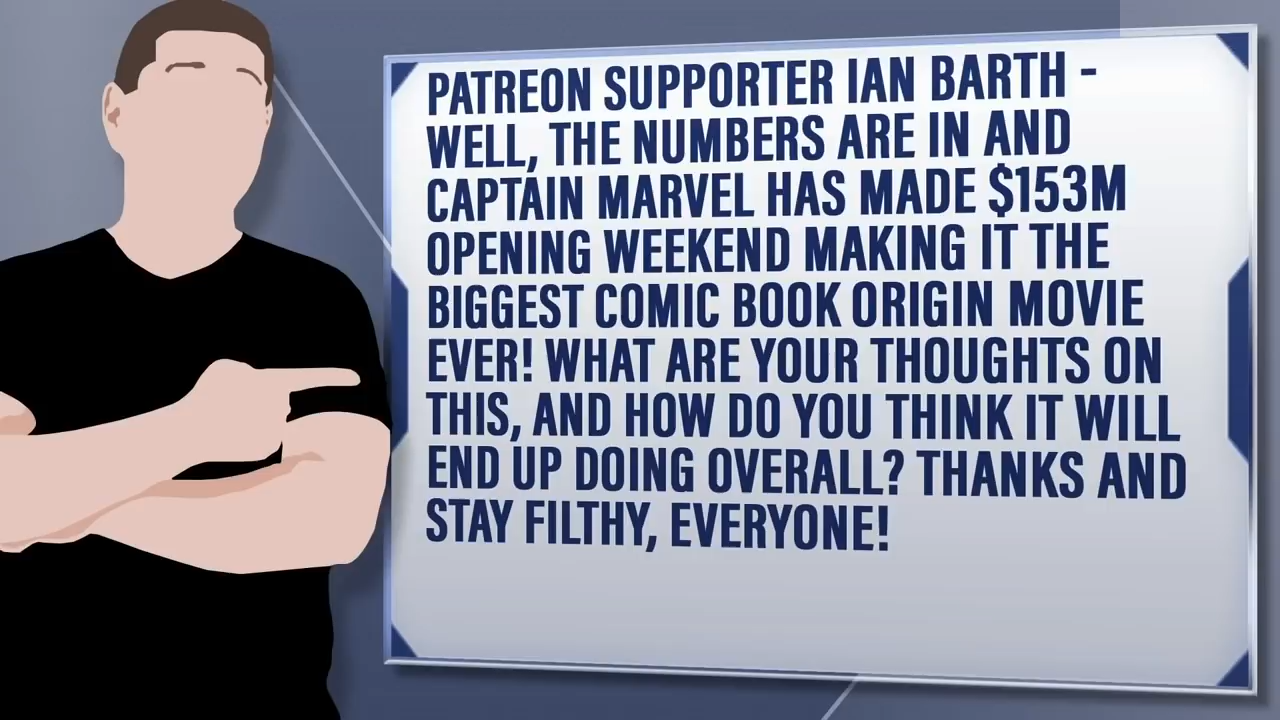 PATREON SUPPORTER IAN BARTH -
WELL, THE NUMBERS ARE IN AND
CAPTAIN MARVEL HAS MADE $153M
OPENING WEEKEND MAKING IT THE
BIGGEST COMIC BOOK ORIGIN MOVIE
EVER! WHAT ARE YOUR THOUGHTS ON
THIS, AND HOW DO YOU THINK IT WILL
END UP DOING OVERALL? THANKS AND
STAY FILTHY, EVERYONE!